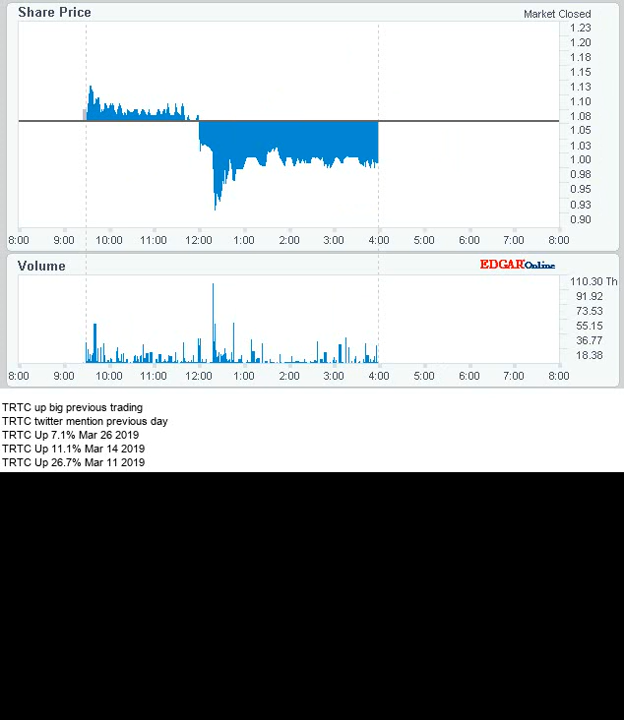 Share Price
Market Closed
1.23
1.20
1.18
1.15
1.13
1.10
1.08
1.05
1.03
1.00
0.98
0.95
0.93
0.90
8:00 9:00 10:00 11:00 12:00 1:00 2:00 3:00 4:00 5:00 6:00 7:00 8:00
Volume
EDGAROnline
110.30 Th
91.92
73.53
55.15
36.77
18.38
8:00 9:00 10:00 11:00 12:00 1:00 2:00 3:00 4:00 5:00 6:00 7:00 8:00
TRTC up big previous trading
TRTC twitter mention previous day
TRTC Up 7.1% Mar 26 2019
TRTC Up 11.1% Mar 14 2019
TRTC Up 26.7% Mar 11 2019